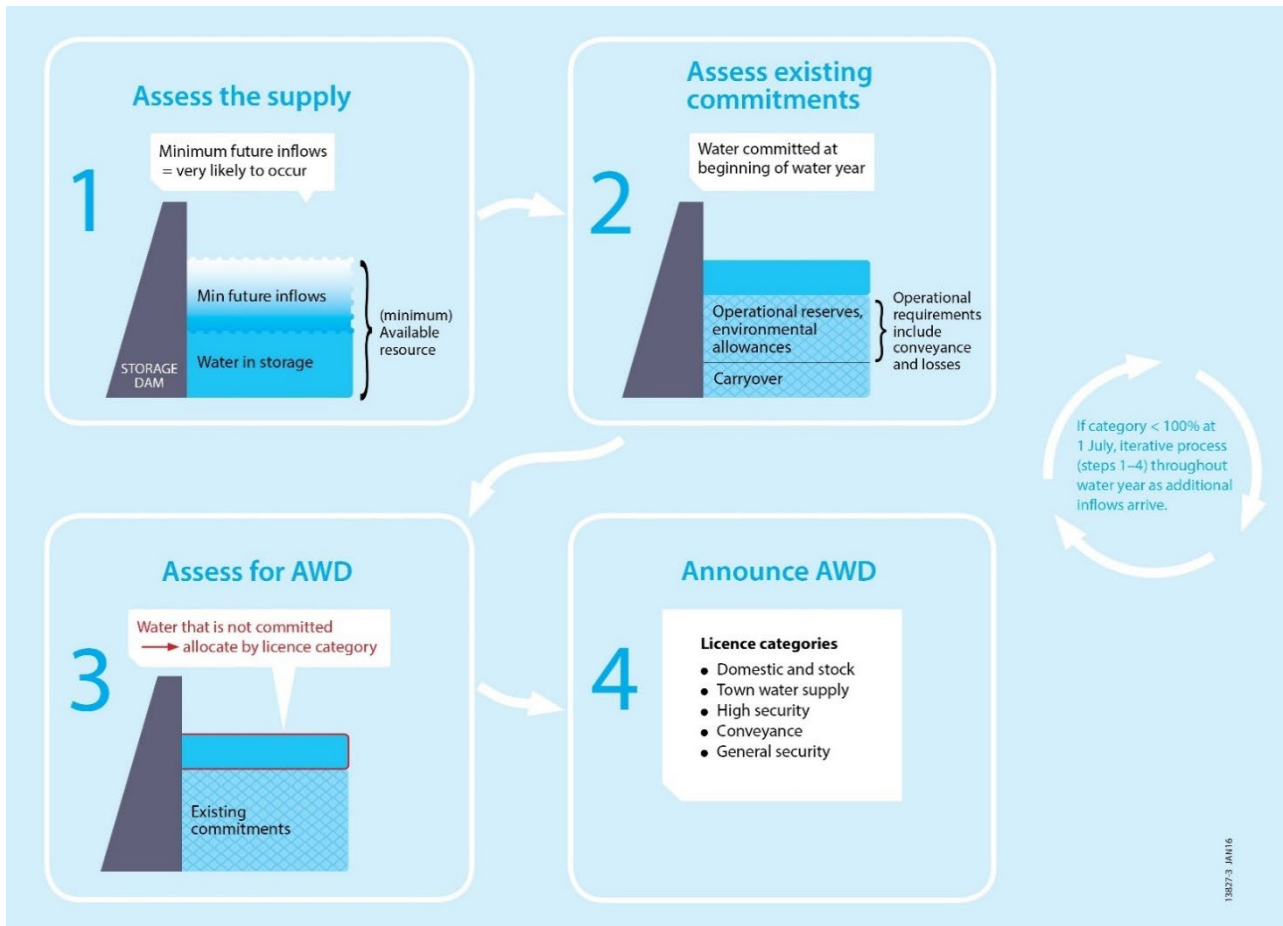 Assess the supply
1
Minimum future inflows
= very likely to occur
Min future inflows
Water in storage
STORAGE
DAM
(minimum)
Available
resource
Assess existing
commitments
2
Water committed at
beginning of water year
Operational reserves,
environmental
allowances
Carryover
Operational
requirements
include
conveyance
and losses
If category < 100% at
1 July, iterative process
(steps 1–4) throughout
water year as additional
inflows arrive.
Assess for AWD
3
Water that is not committed
→ allocate by licence category
Existing
commitments
Announce AWD
4
Licence categories
• Domestic and stock
• Town water supply
• High security
• Conveyance
• General security
13827-3 JAN16